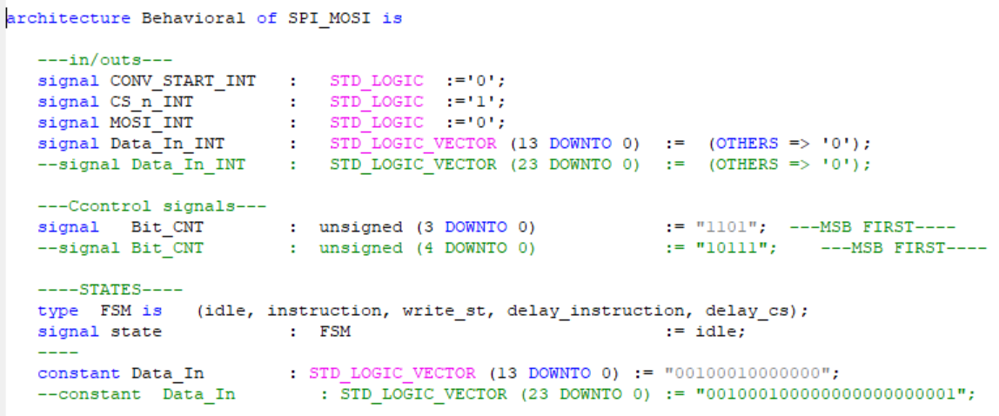 architecture Behavioral of SPI_MOSI is
---in/outs---
signal CONV_START_INT : STD_LOGIC :='0';
signal CS_n_INT : STD_LOGIC :='1';
signal MOSI_INT : STD_LOGIC :='0';
signal Data_In_INT : STD_LOGIC_VECTOR (13 DOWNTO 0) := (OTHERS => '0');
--signal Data_In_INT : STD_LOGIC_VECTOR (23 DOWNTO 0) := (OTHERS => '0');
---Ccontrol signals---
signal Bit_CNT : unsigned (3 DOWNTO 0) := "1101"; ---MSB FIRST----
--signal Bit_CNT : unsigned (4 DOWNTO 0) := "10111"; ---MSB FIRST----
----STATES----
type FSM is (idle, instruction, write_st, delay_instruction, delay_cs);
signal state : FSM := idle;
----
constant Data_In : STD_LOGIC_VECTOR (13 DOWNTO 0) := "00100010000000";
--constant Data_In : STD_LOGIC_VECTOR (23 DOWNTO 0) := "001000100000000000000001";